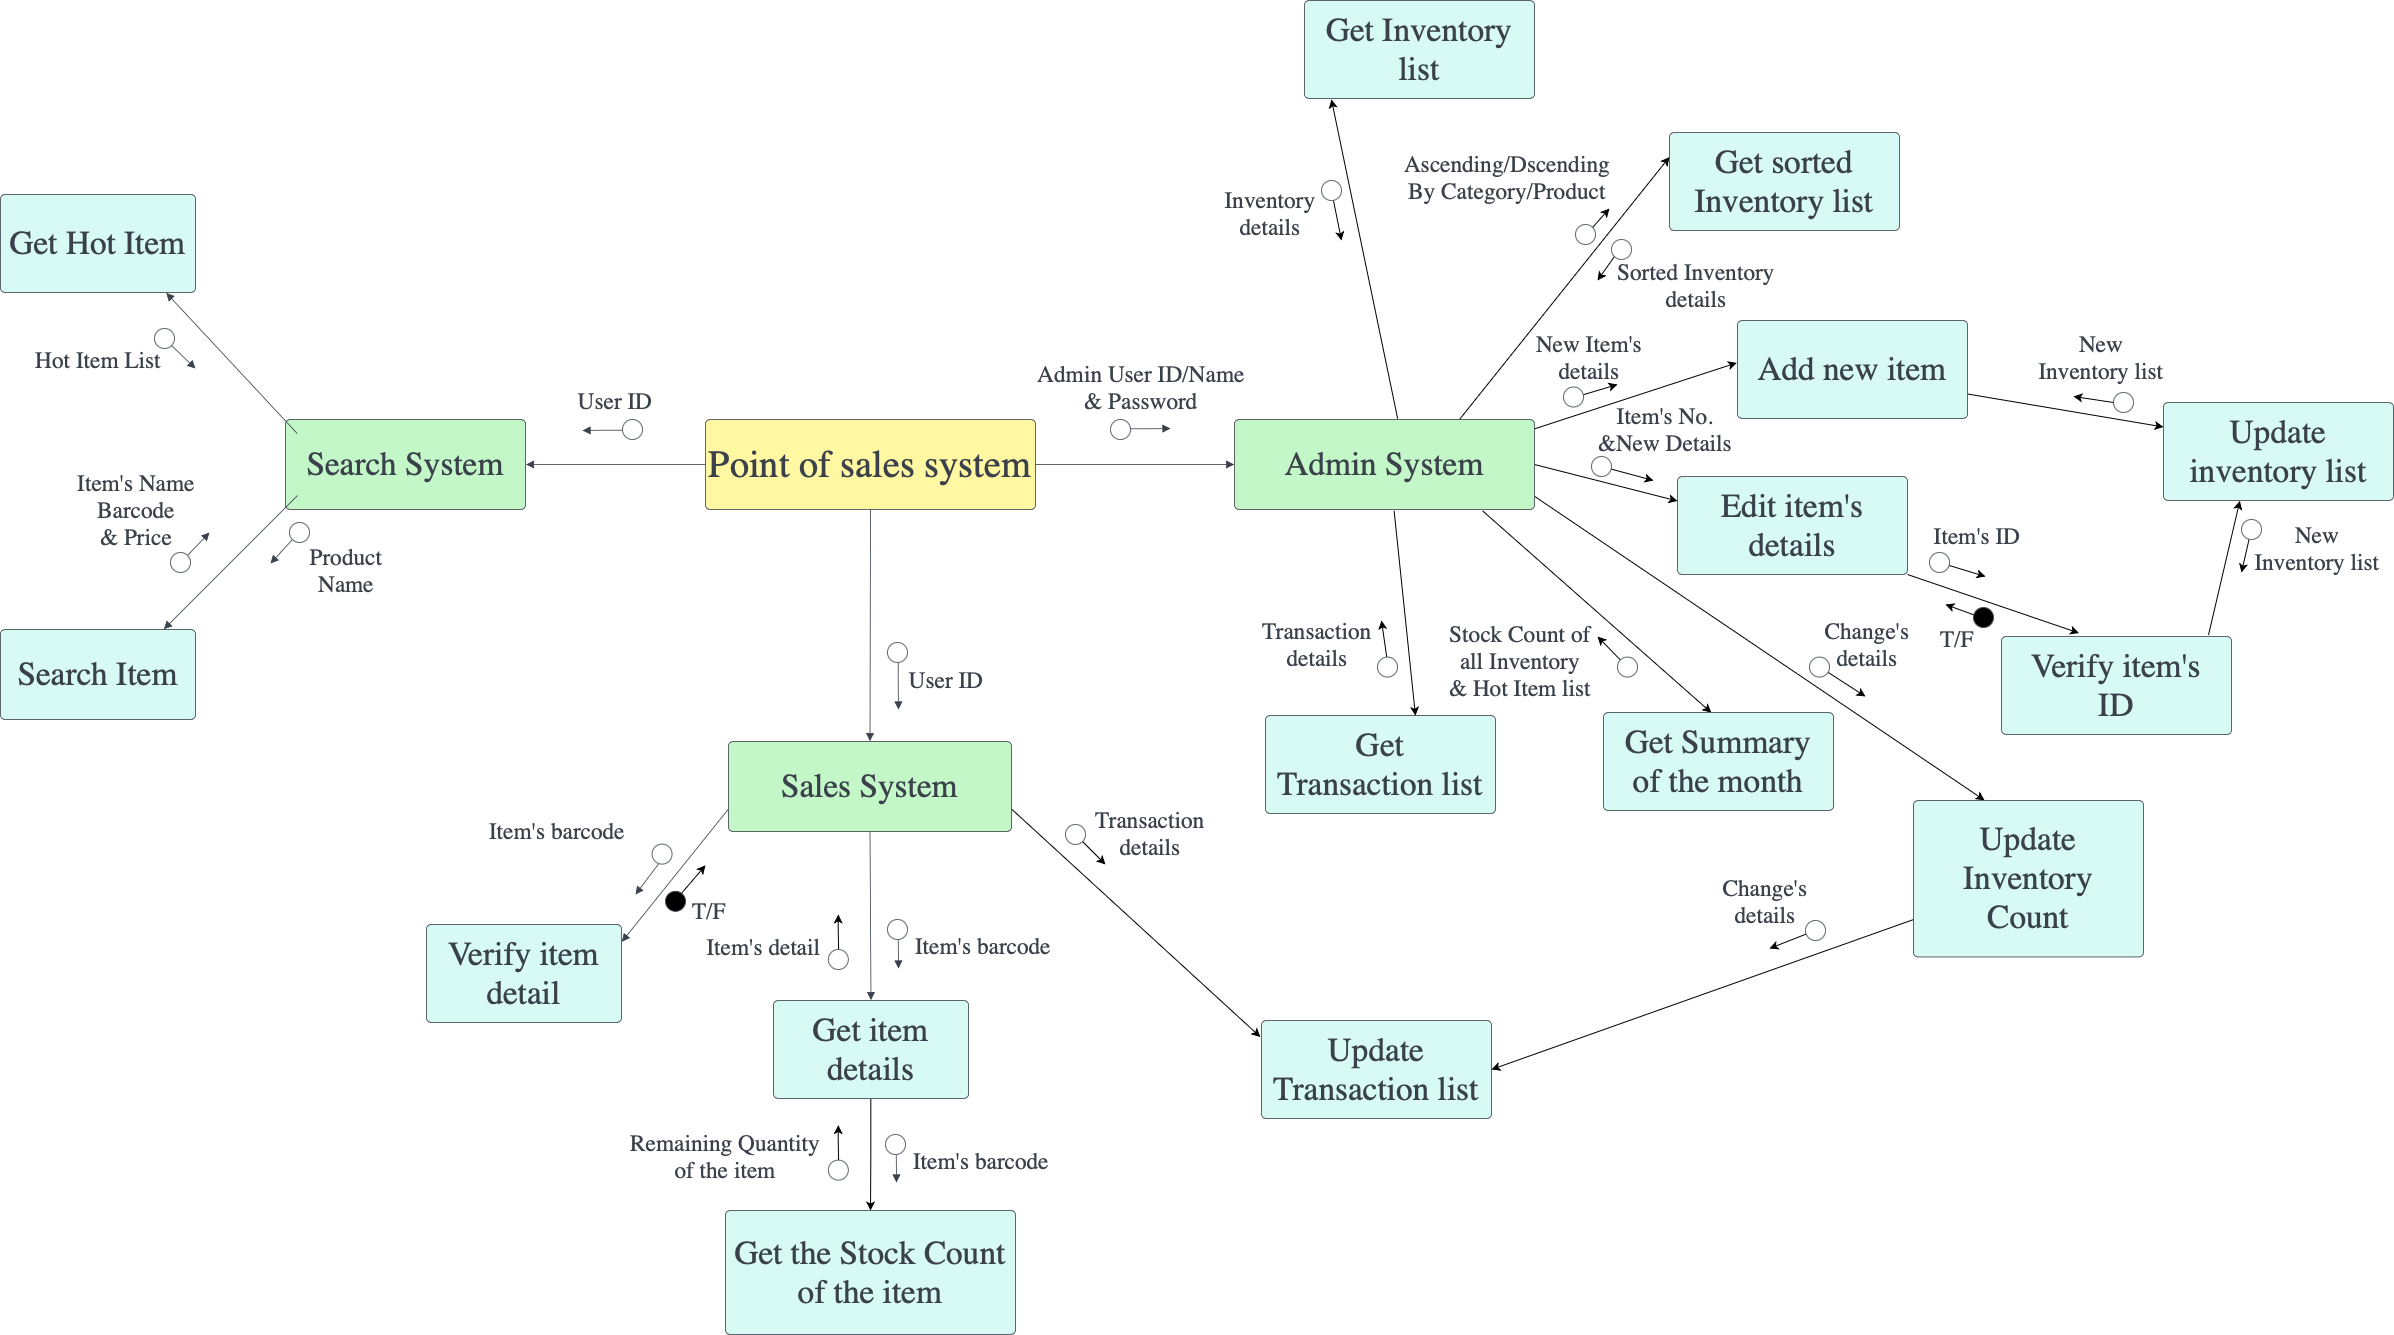 Get Inventory
list
Ascending/Dscending
By Category/Product
Get sorted
Inventory list
Inventory
details
Sorted Inventory
details
Get Hot Item
Hot Item List
New Item's
details
Add new item
New
Inventory list
User ID
Admin User ID/Name
& Password
Item's No.
&New Details
Update
inventory list
Search System
Point of sales system
Admin System
Item's Name
Barcode
& Price
Product
Name
Edit item's
details
Item's ID
T/F
New
Inventory list
Search Item
Transaction
details
Stock Count of
all Inventory
& Hot Item list
Change's
details
Verify item's
ID
User ID
Get
Transaction list
Get Summary
of the month
Sales System
Item's barcode
T/F
Transaction
details
Update
Inventory
Count
Change's
details
Verify item
detail
Item's detail
Item's barcode
Get item
details
Update
Transaction list
Remaining Quantity
of the item
Item's barcode
Get the Stock Count
of the item